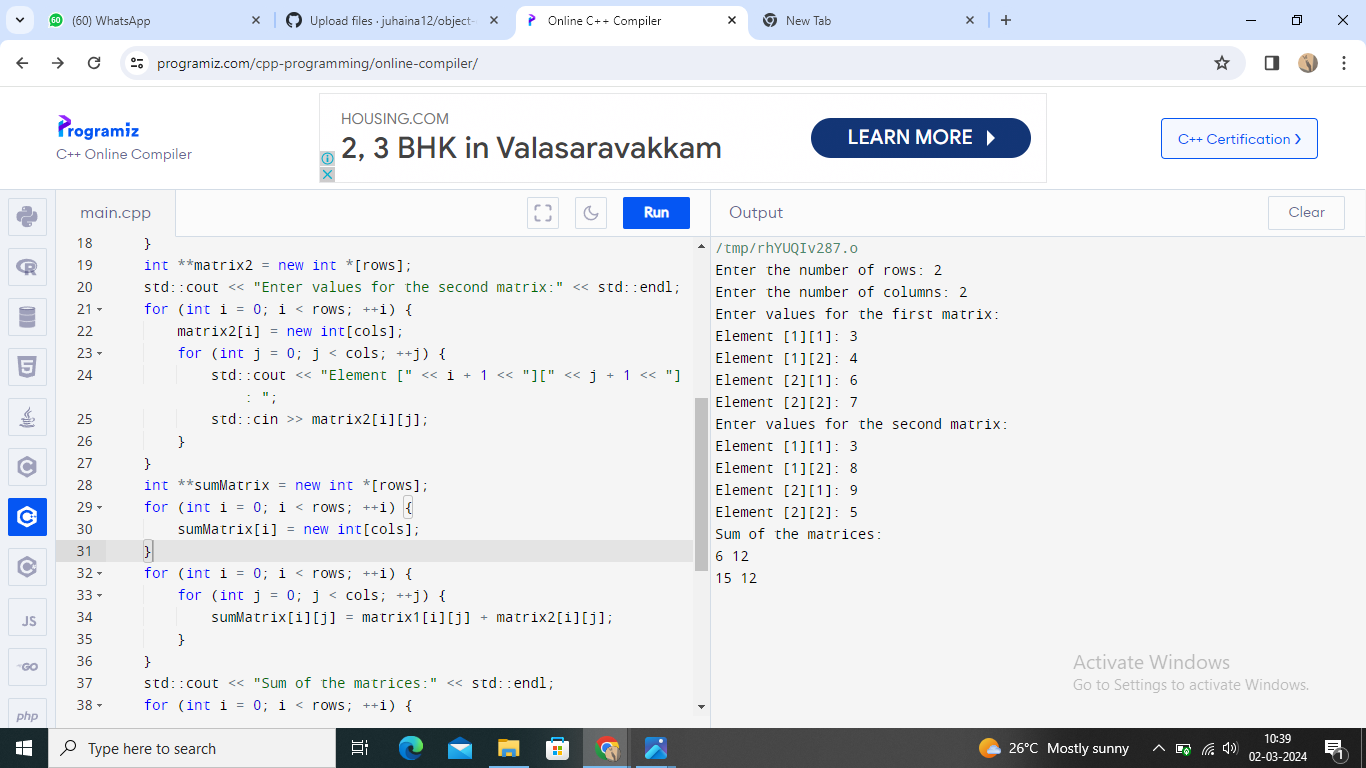 (60) WhatsApp
Upload files · juhaina12/object-
Online C++ Compiler
New Tab
programiz.com/cpp-programming/online-compiler/
Programiz
C++ Online Compiler
HOUSING.COM
2, 3 BHK in Valasaravakkam
LEARN MORE
C++ Certification
main.cpp
Run
18 }
19 int **matrix2 = new int *[rows];
20 std::cout << "Enter values for the second matrix:" << std::endl;
21 for (int i = 0; i < rows; ++i) {
22 matrix2[i] = new int[cols];
23 for (int j = 0; j < cols; ++j) {
24 std::cout << "Element [" << i + 1 << "][" << j + 1 << "]
: ";
25 std::cin >> matrix2[i][j];
26 }
27 }
28 int **sumMatrix = new int *[rows];
29 for (int i = 0; i < rows; ++i) {
30 sumMatrix[i] = new int[cols];
31 }
32 for (int i = 0; i < rows; ++i) {
33 for (int j = 0; j < cols; ++j) {
34 sumMatrix[i][j] = matrix1[i][j] + matrix2[i][j];
35 }
36 }
37 std::cout << "Sum of the matrices:" << std::endl;
38 for (int i = 0; i < rows; ++i) {
Output
Clear
/tmp/rhYUQIv287.o
Enter the number of rows: 2
Enter the number of columns: 2
Enter values for the first matrix:
Element [1][1]: 3
Element [1][2]: 4
Element [2][1]: 6
Element [2][2]: 7
Enter values for the second matrix:
Element [1][1]: 3
Element [1][2]: 8
Element [2][1]: 9
Element [2][2]: 5
Sum of the matrices:
6 12
15 12
JS
GO
php
Activate Windows
Go to Settings to activate Windows.
Type here to search
26°C Mostly sunny
10:39
02-03-2024
1